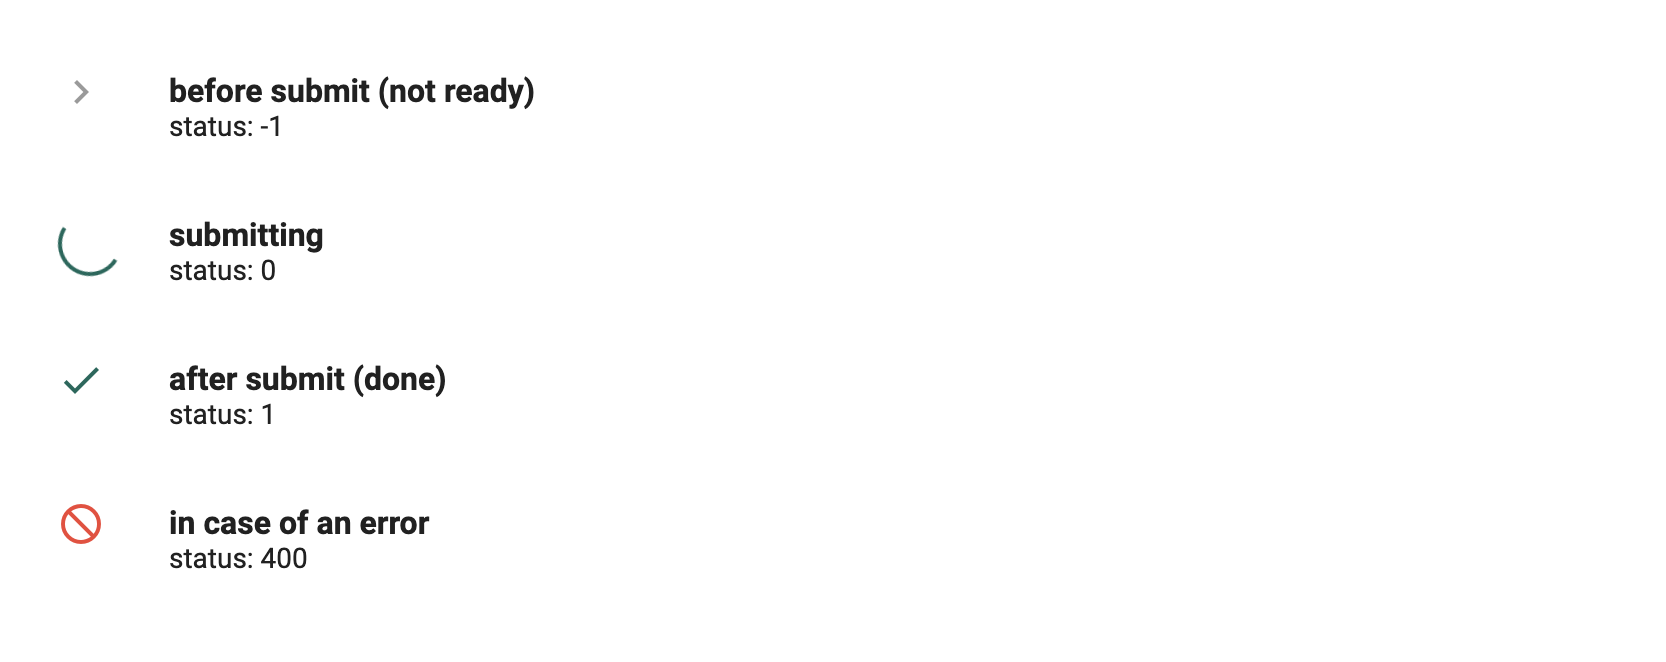 before submit (not ready)
status: -1
submitting
status: 0
after submit (done)
status: 1
in case of an error
status: 400